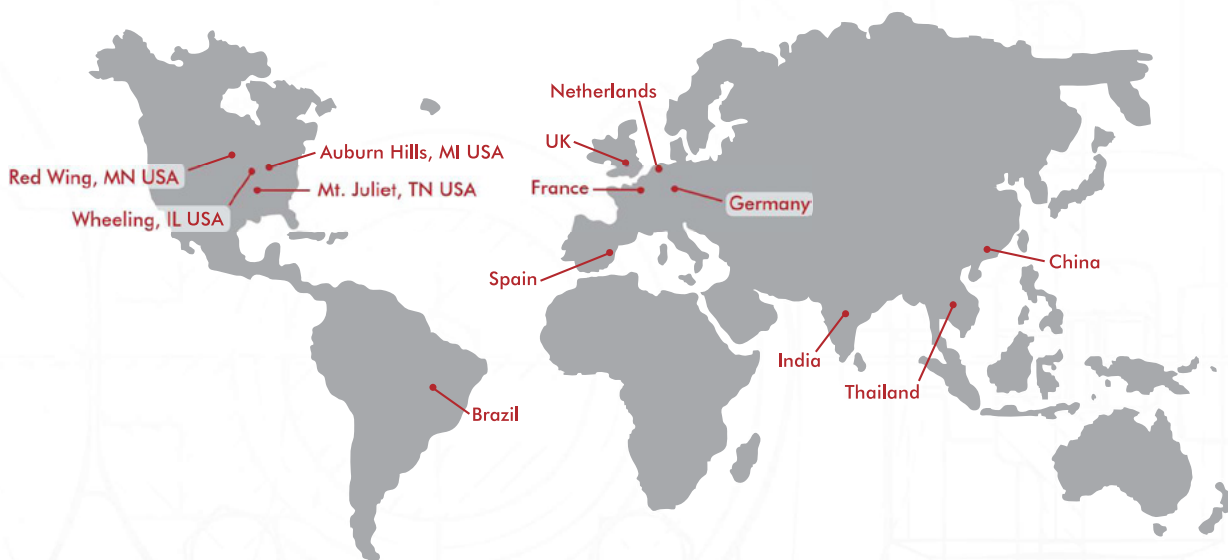 Netherlands
UK
Auburn Hills, MI USA
Red Wing, MN USA
France
Mt. Juliet, TN USA
Germany
Wheeling, IL USA
China
Spain
India
Thailand
Brazil